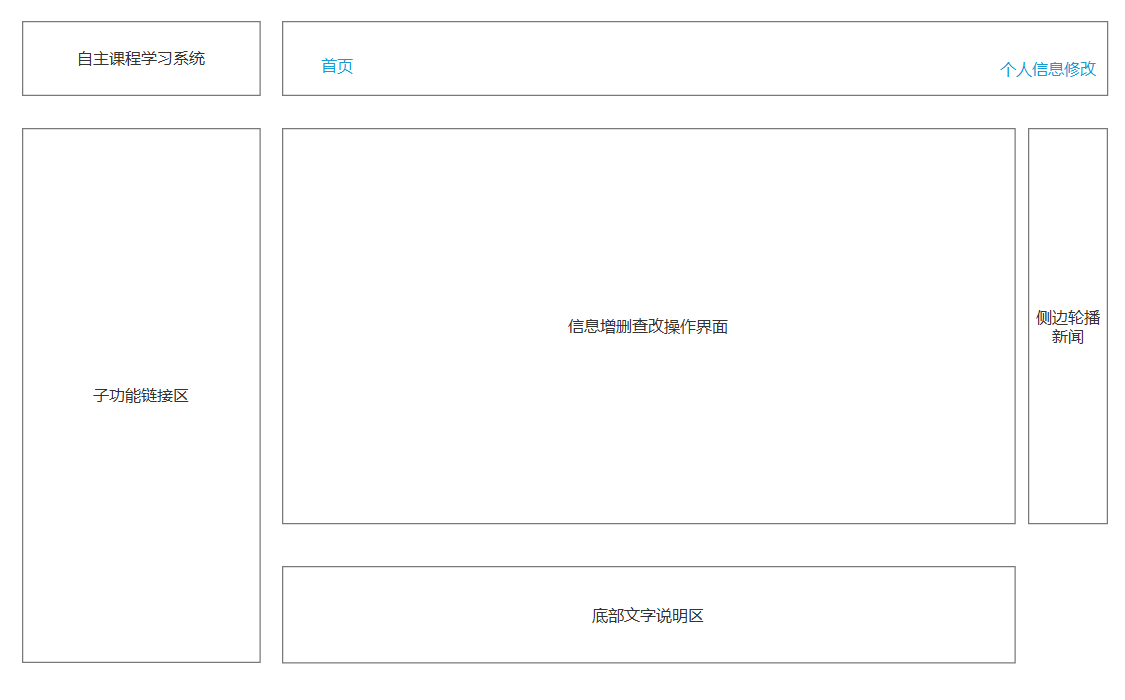 自主课程学习系统
首页
个人信息修改
子功能链接区
信息增删查改操作界面
侧边轮播
新闻
底部文字说明区